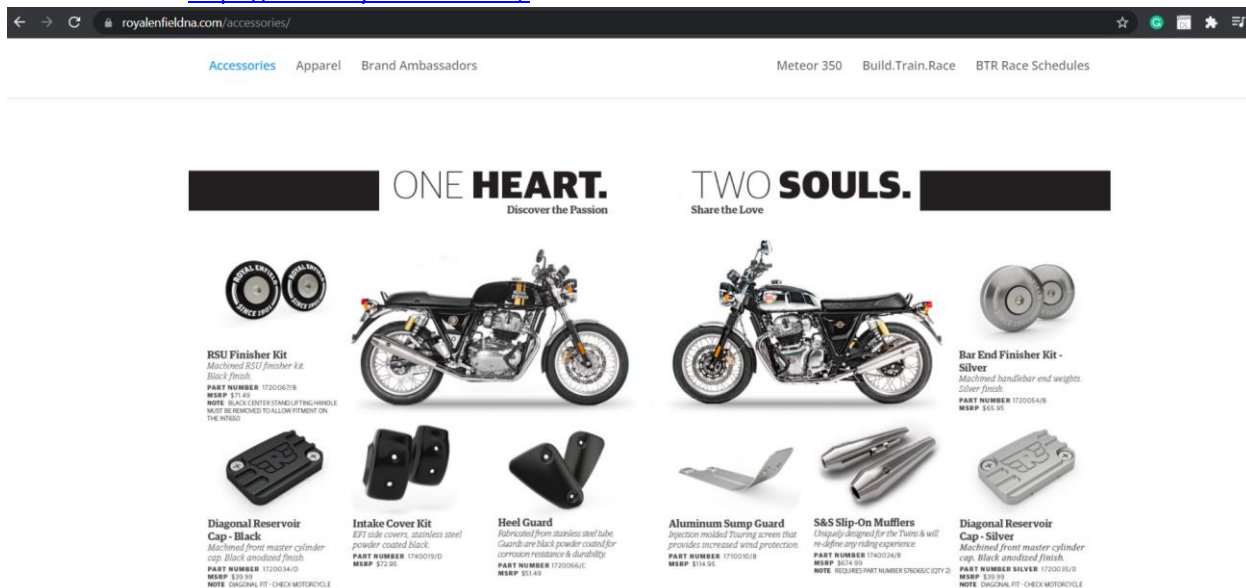 royalenfieldna.com/accessories/
Accessories Apparel Brand Ambassadors Meteor 350 Build.Train.Race BTR Race Schedules
ONE HEART.
Discover the Passion
TWO SOULS.
Share the Love
ROYAL ENFIELD
SINCE 1901
RSU Finisher Kit
Machined RSU finisher kit.
Black finish.
PART NUMBER 1720067/B
MSRP $71.49
NOTE BLACK CENTER STAND LIFTING HANDLE
MUST BE REMOVED TO ALLOW FITMENT ON
THE INT650
Bar End Finisher Kit -
Silver
Machined handlebar end weights.
Silver finish.
PART NUMBER 1720054/B
MSRP $65.95
Diagonal Reservoir
Cap - Black
Machined front master cylinder
cap. Black anodized finish.
PART NUMBER 1720034/D
MSRP $39.99
NOTE DIAGONAL FIT - CHECK MOTORCYCLE
Intake Cover Kit
EFI side covers, stainless steel
powder coated black.
PART NUMBER 1740019/D
MSRP $72.95
Heel Guard
Fabricated from stainless steel tube.
Guards are black powder coated for
corrosion resistance & durability.
PART NUMBER 1720066/C
MSRP $51.49
Aluminum Sump Guard
Injection molded Touring screen that
provides increased wind protection.
PART NUMBER 1710010/B
MSRP $114.95
S&S Slip-On Mufflers
Uniquely designed for the Twins & will
re-define any riding experience.
PART NUMBER 1740024/B
MSRP $674.99
NOTE REQUIRES PART NUMBER 576065/C (QTY 2)
Diagonal Reservoir
Cap - Silver
Machined front master cylinder
cap. Black anodized finish.
PART NUMBER SILVER 1720035/D
MSRP $39.99
NOTE DIAGONAL FIT - CHECK MOTORCYCLE